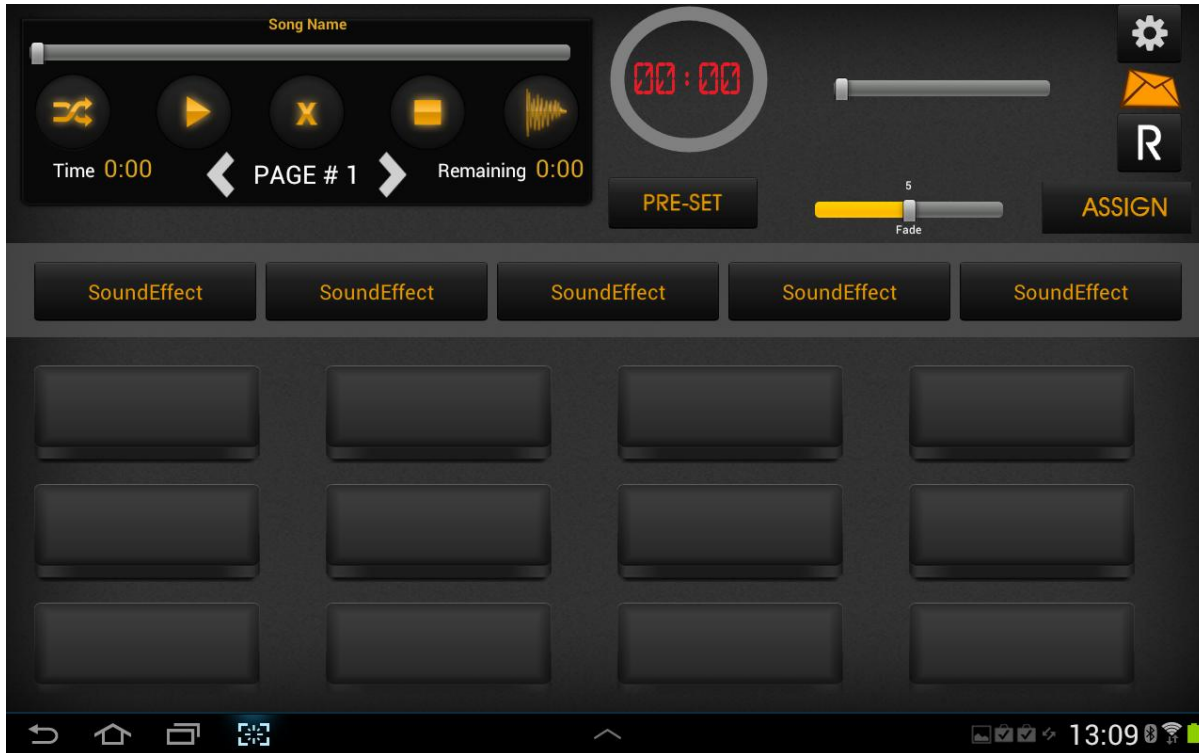 Song Name
00:00
X
R
Time 0:00
PAGE # 1
Remaining 0:00
PRE-SET
5
Fade
ASSIGN
SoundEffect
SoundEffect
SoundEffect
SoundEffect
SoundEffect
13:09